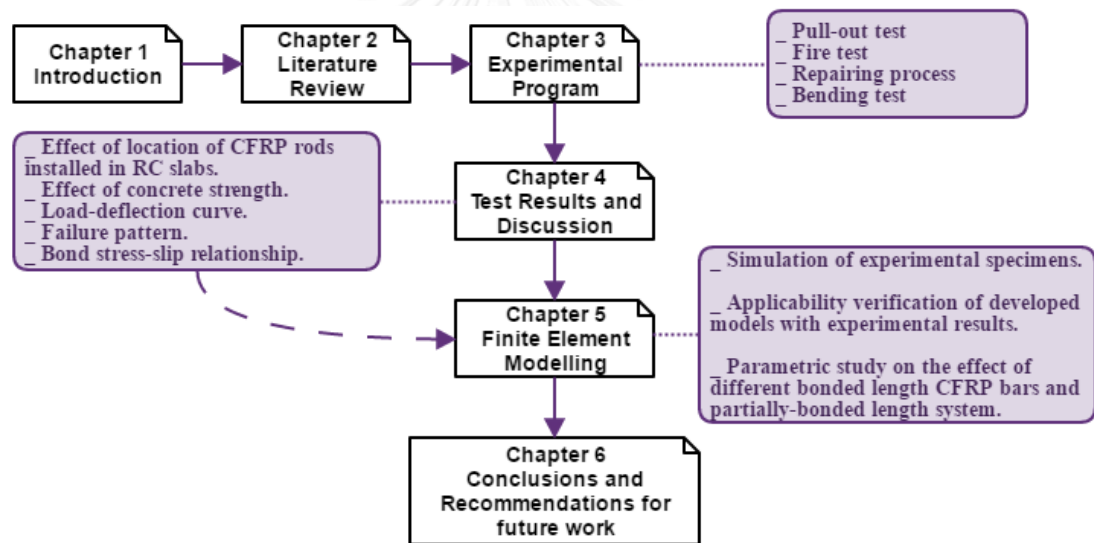 Chapter 1
Introduction
Chapter 2
Literature
Review
Chapter 3
Experimental
Program
_ Pull-out test
_ Fire test
_ Repairing process
_ Bending test
_ Effect of location of CFRP rods
installed in RC slabs.
_ Effect of concrete strength.
_ Load-deflection curve.
_ Failure pattern.
_ Bond stress-slip relationship.
Chapter 4
Test Results and
Discussion
Chapter 5
Finite Element
Modelling
_ Simulation of experimental specimens.
_ Applicability verification of developed
models with experimental results.
_ Parametric study on the effect of
different bonded length CFRP bars and
partially-bonded length system.
Chapter 6
Conclusions and
Recommendations for
future work